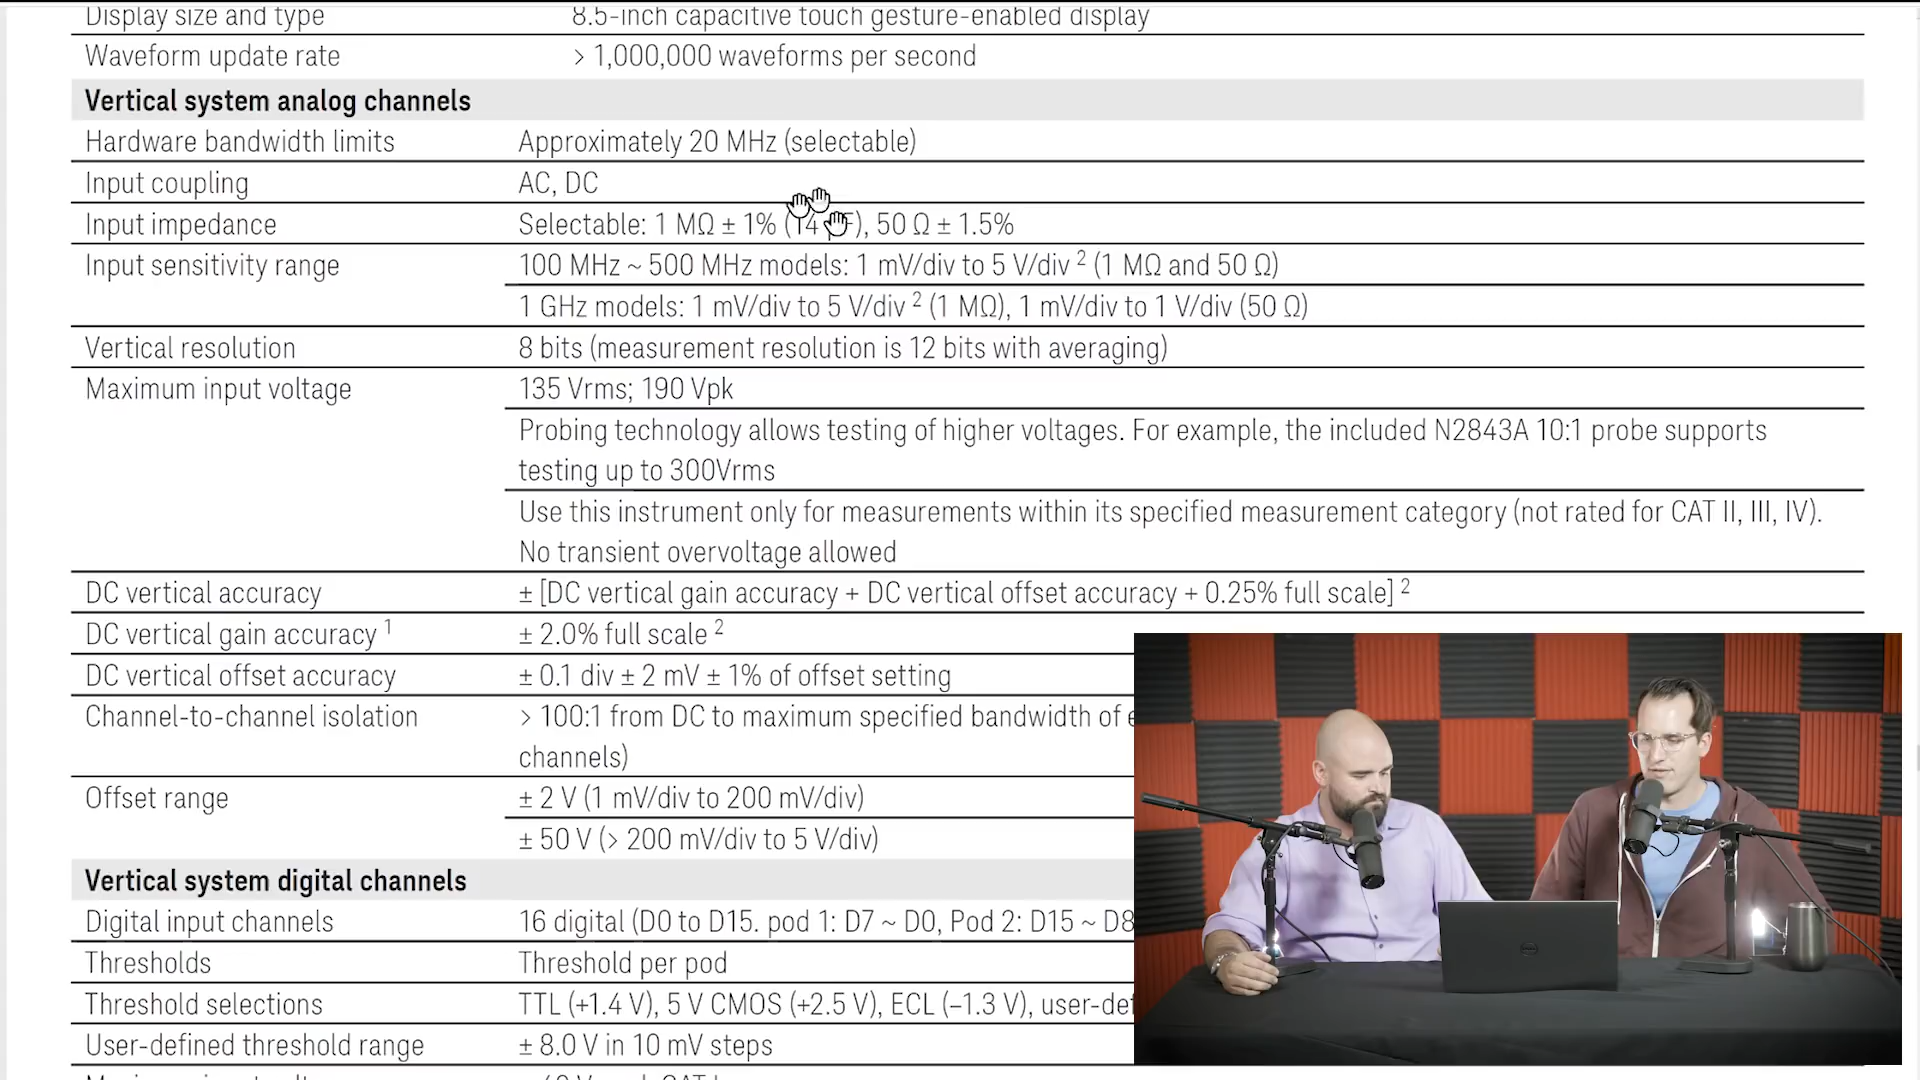 Display size and type 8.5-inch capacitive touch gesture-enabled display
Waveform update rate > 1,000,000 waveforms per second
Vertical system analog channels
Hardware bandwidth limits Approximately 20 MHz (selectable)
Input coupling AC, DC
Input impedance Selectable: 1 MΩ ± 1% (14 pF), 50 Ω ± 1.5%
Input sensitivity range 100 MHz ~ 500 MHz models: 1 mV/div to 5 V/div ² (1 MΩ and 50 Ω)
1 GHz models: 1 mV/div to 5 V/div ² (1 MΩ), 1 mV/div to 1 V/div (50 Ω)
Vertical resolution 8 bits (measurement resolution is 12 bits with averaging)
Maximum input voltage 135 Vrms; 190 Vpk
Probing technology allows testing of higher voltages. For example, the included N2843A 10:1 probe supports
testing up to 300Vrms
Use this instrument only for measurements within its specified measurement category (not rated for CAT II, III, IV).
No transient overvoltage allowed
DC vertical accuracy ± [DC vertical gain accuracy + DC vertical offset accuracy + 0.25% full scale] ²
DC vertical gain accuracy ¹ ± 2.0% full scale ²
DC vertical offset accuracy ± 0.1 div ± 2 mV ± 1% of offset setting
Channel-to-channel isolation > 100:1 from DC to maximum specified bandwidth of
channels)
Offset range ± 2 V (1 mV/div to 200 mV/div)
± 50 V (> 200 mV/div to 5 V/div)
Vertical system digital channels
Digital input channels 16 digital (D0 to D15. pod 1: D7 ~ D0, Pod 2: D15 ~ D8
Thresholds Threshold per pod
Threshold selections TTL (+1.4 V), 5 V CMOS (+2.5 V), ECL (–1.3 V), user-def
User-defined threshold range ± 8.0 V in 10 mV steps